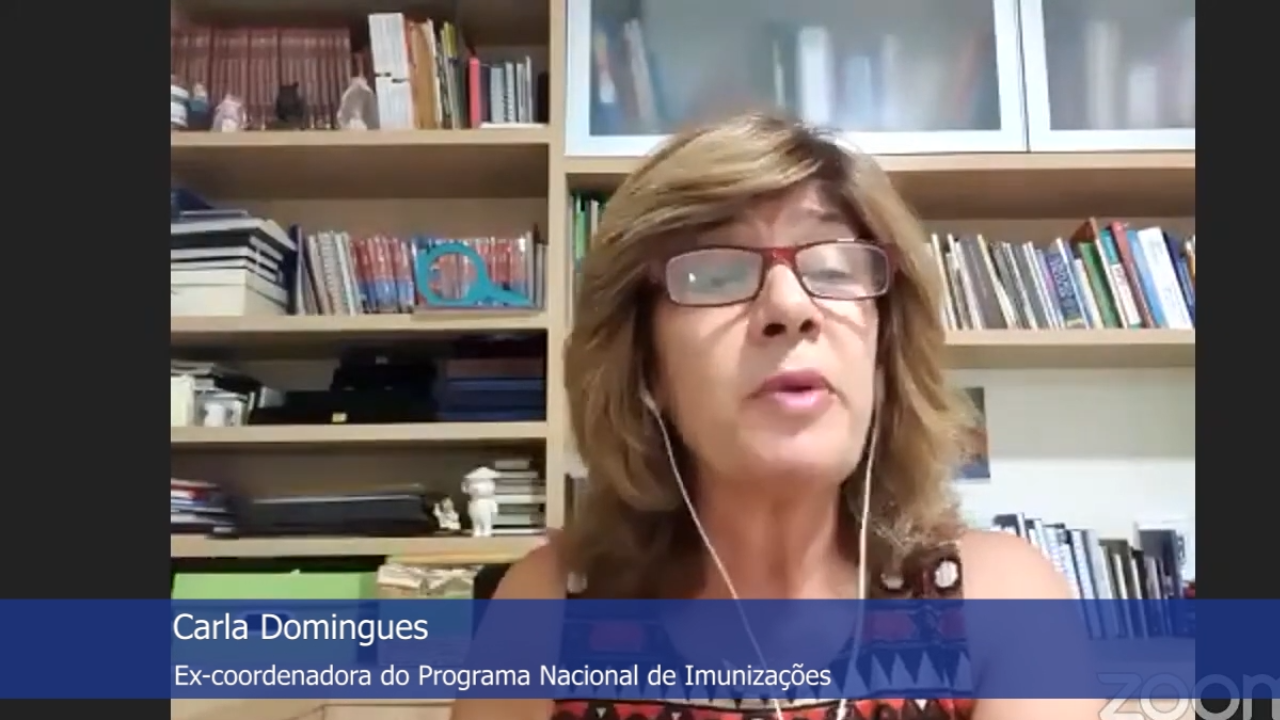 Carla Domingues
Ex-coordenadora do Programa Nacional de Imunizações
zoom